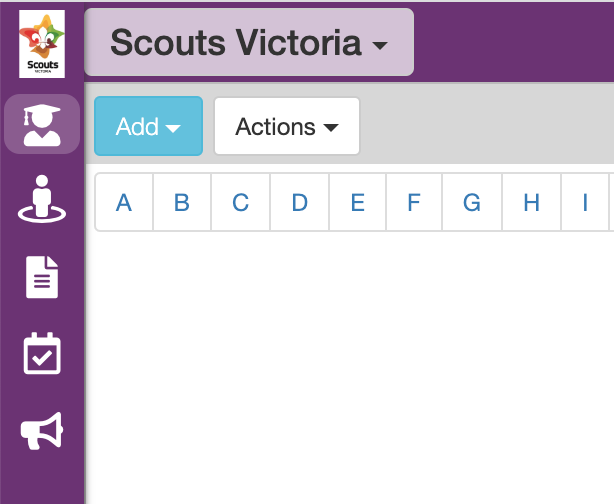 Scouts
VICTORIA
Scouts Victoria
Add
Actions
A B C D E F G H I